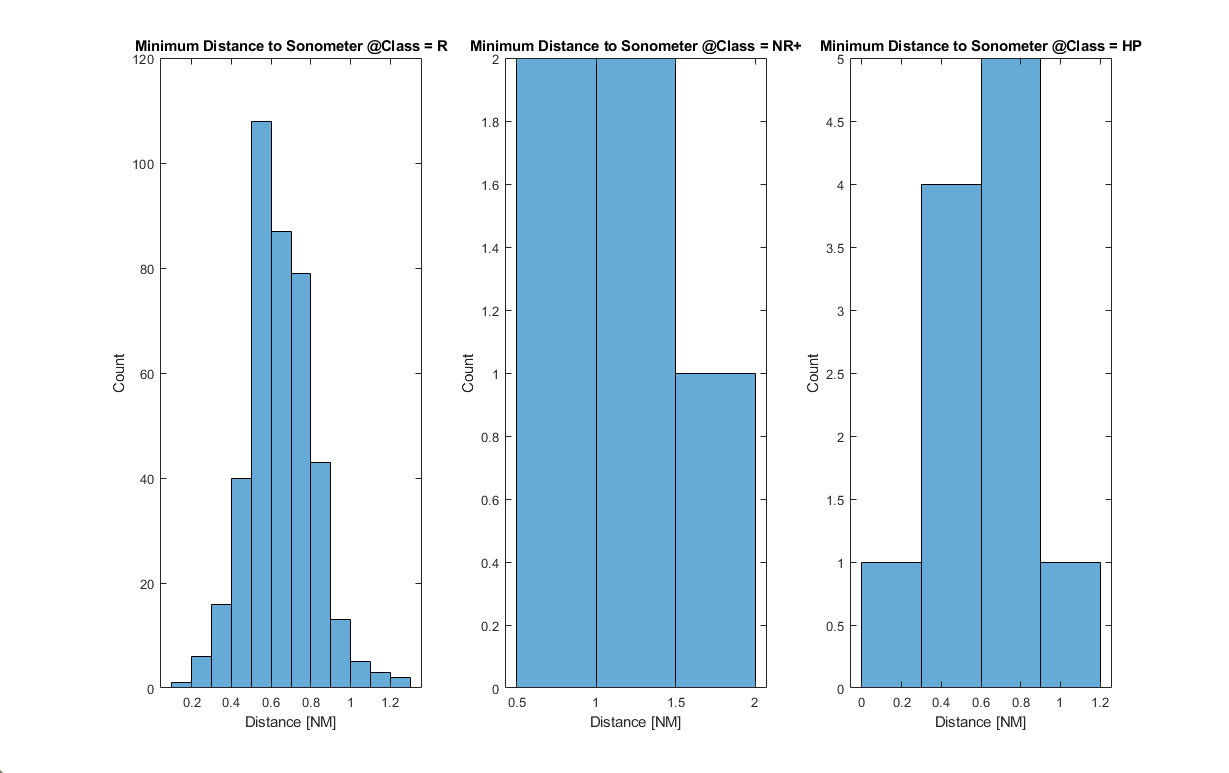 Minimum Distance to Sonometer @Class = R
120
100
80
60
40
20
0
Count
0.2 0.4 0.6 0.8 1 1.2
Distance [NM]
Minimum Distance to Sonometer @Class = NR+
2
1.8
1.6
1.4
1.2
1
0.8
0.6
0.4
0.2
0
Count
0.5 1 1.5 2
Distance [NM]
Minimum Distance to Sonometer @Class = HP
5
4.5
4
3.5
3
2.5
2
1.5
1
0.5
0
Count
0 0.2 0.4 0.6 0.8 1 1.2
Distance [NM]